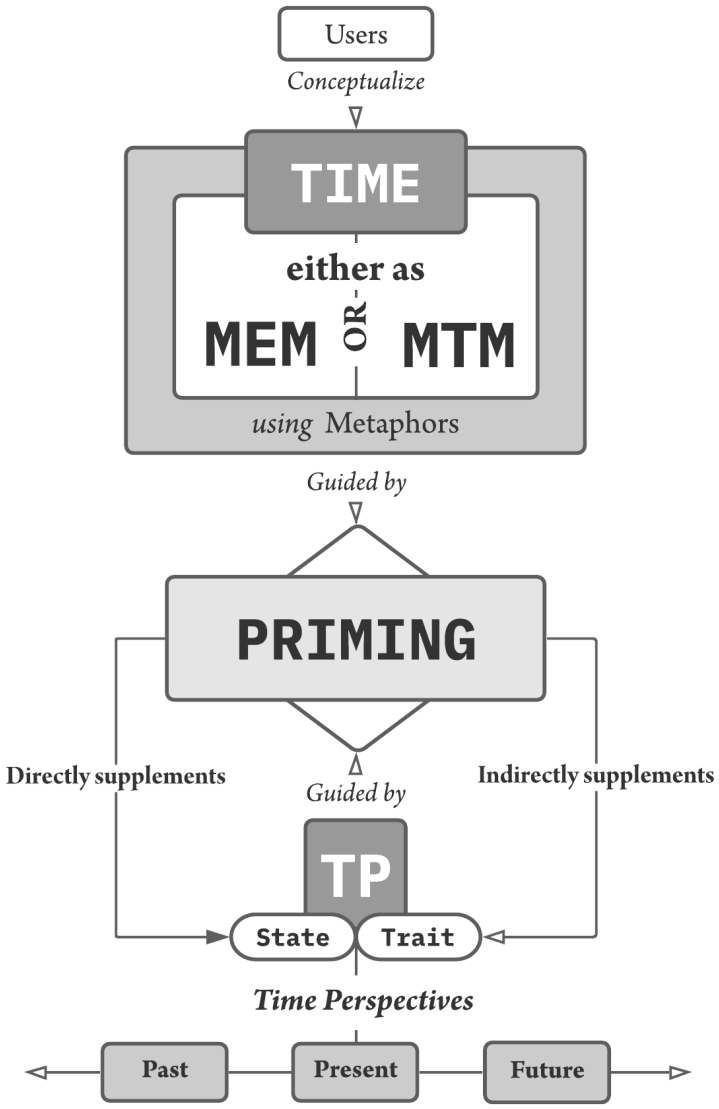 Users
Conceptualize
TIME
either as
MEM OR MTM
using Metaphors
Guided by
PRIMING
Directly supplements
Indirectly supplements
Guided by
TP
State Trait
Time Perspectives
Past Present Future